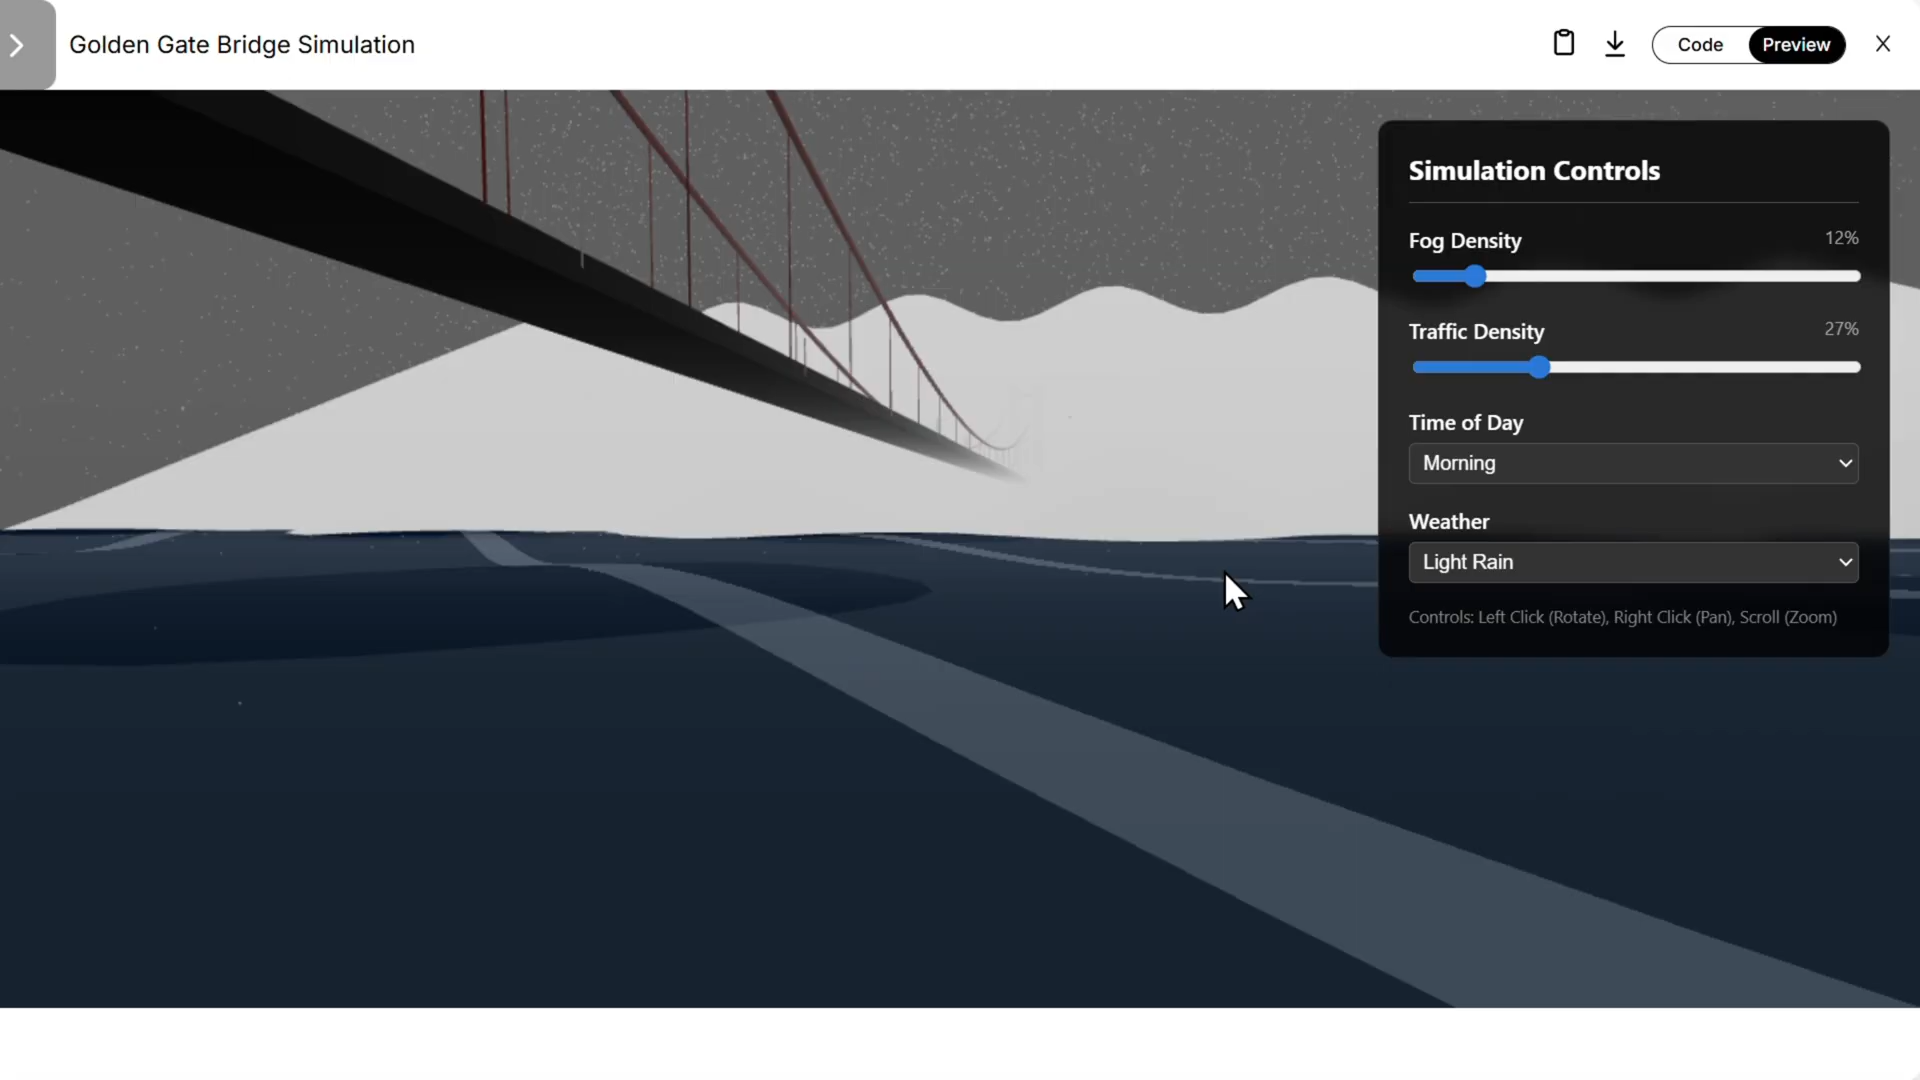 Golden Gate Bridge Simulation
Code
Preview
Simulation Controls
Fog Density
12%
Traffic Density
27%
Time of Day
Morning
Weather
Light Rain
Controls: Left Click (Rotate), Right Click (Pan), Scroll (Zoom)